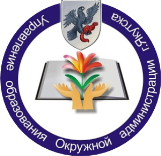 Управление образования Окружной администрации г.Якутска